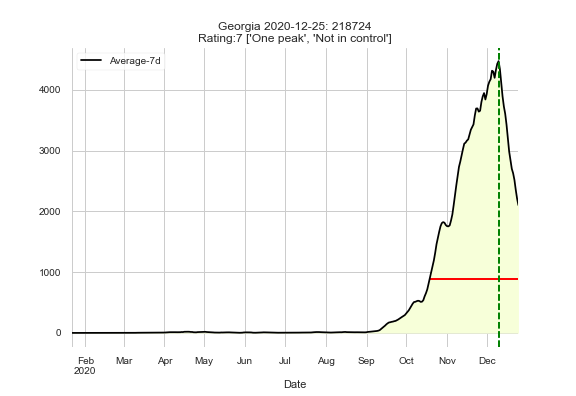 Georgia 2020-12-25: 218724
Rating:7 ['One peak', 'Not in control']
Average-7d
4000
3000
2000
1000
0
Feb Mar Apr May Jun Jul Aug Sep Oct Nov Dec
2020
Date